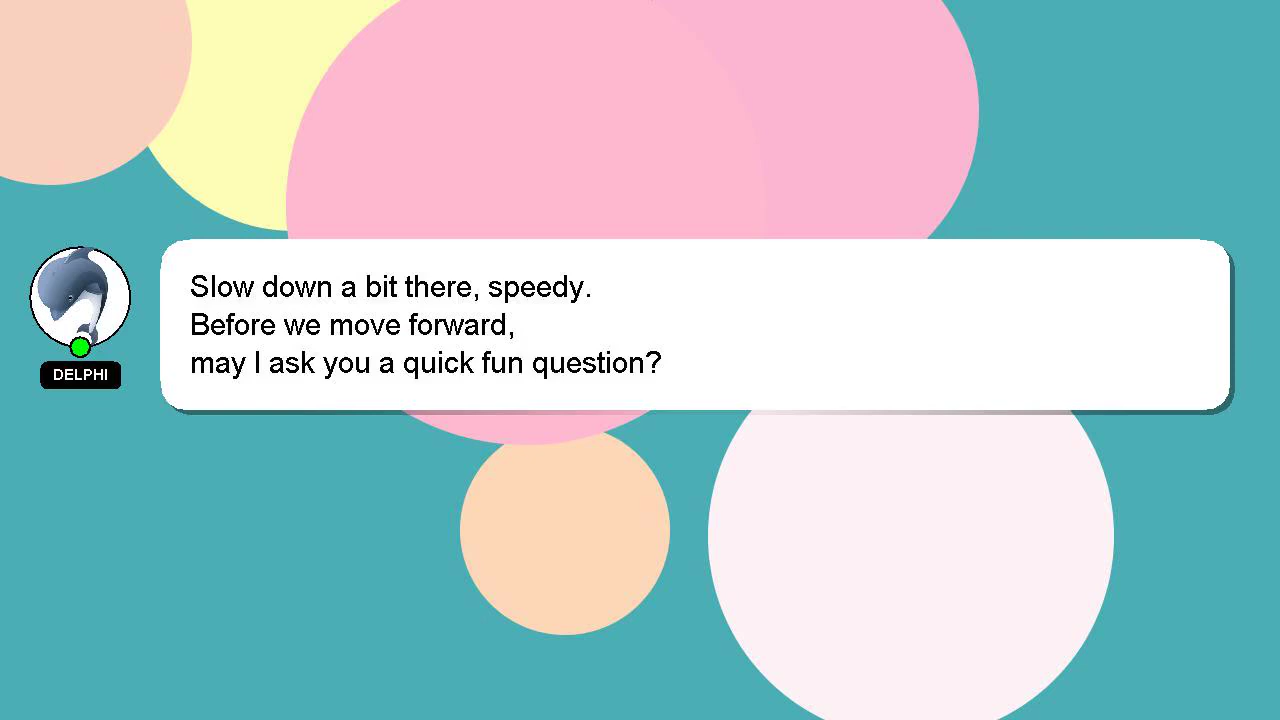 Slow down a bit there, speedy.
Before we move forward,
may I ask you a quick fun question?
DELPHI